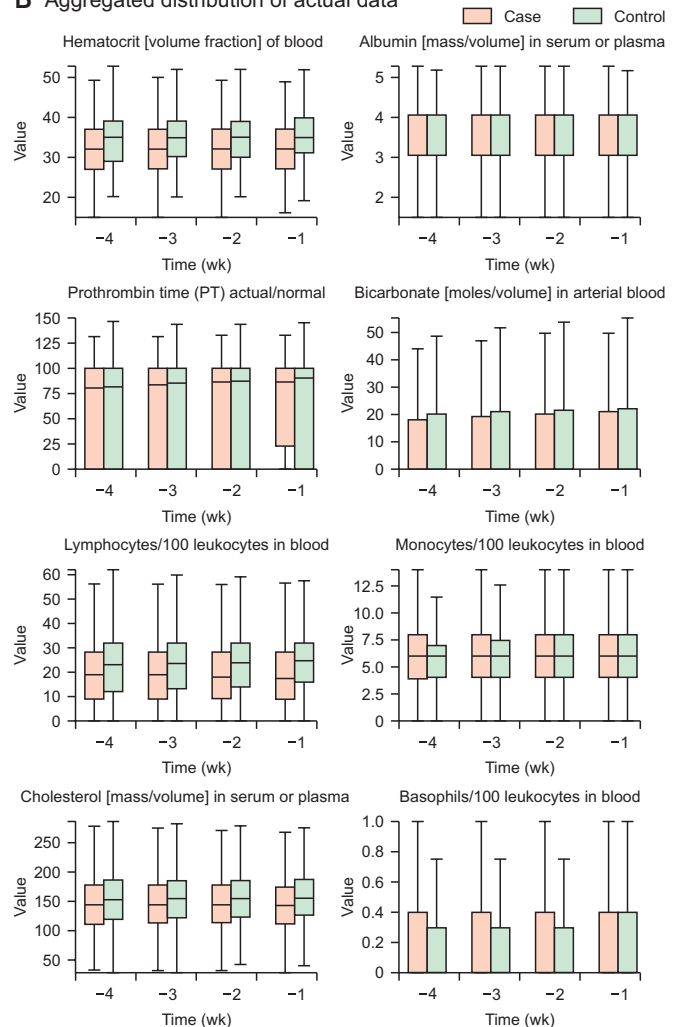 B Aggregated distribution of actual data
Case Control
Hematocrit [volume fraction] of blood
50
40
30
20
Value
−4 −3 −2 −1
Time (wk)
Albumin [mass/volume] in serum or plasma
5
4
3
2
Value
−4 −3 −2 −1
Time (wk)
Prothrombin time (PT) actual/normal
150
125
100
75
50
25
0
Value
−4 −3 −2 −1
Time (wk)
Bicarbonate [moles/volume] in arterial blood
50
40
30
20
10
0
Value
−4 −3 −2 −1
Time (wk)
Lymphocytes/100 leukocytes in blood
60
50
40
30
20
10
0
Value
−4 −3 −2 −1
Time (wk)
Monocytes/100 leukocytes in blood
12.5
10.0
7.5
5.0
2.5
0
Value
−4 −3 −2 −1
Time (wk)
Cholesterol [mass/volume] in serum or plasma
250
200
150
100
50
Value
−4 −3 −2 −1
Time (wk)
Basophils/100 leukocytes in blood
1.0
0.8
0.6
0.4
0.2
0
Value
−4 −3 −2 −1
Time (wk)